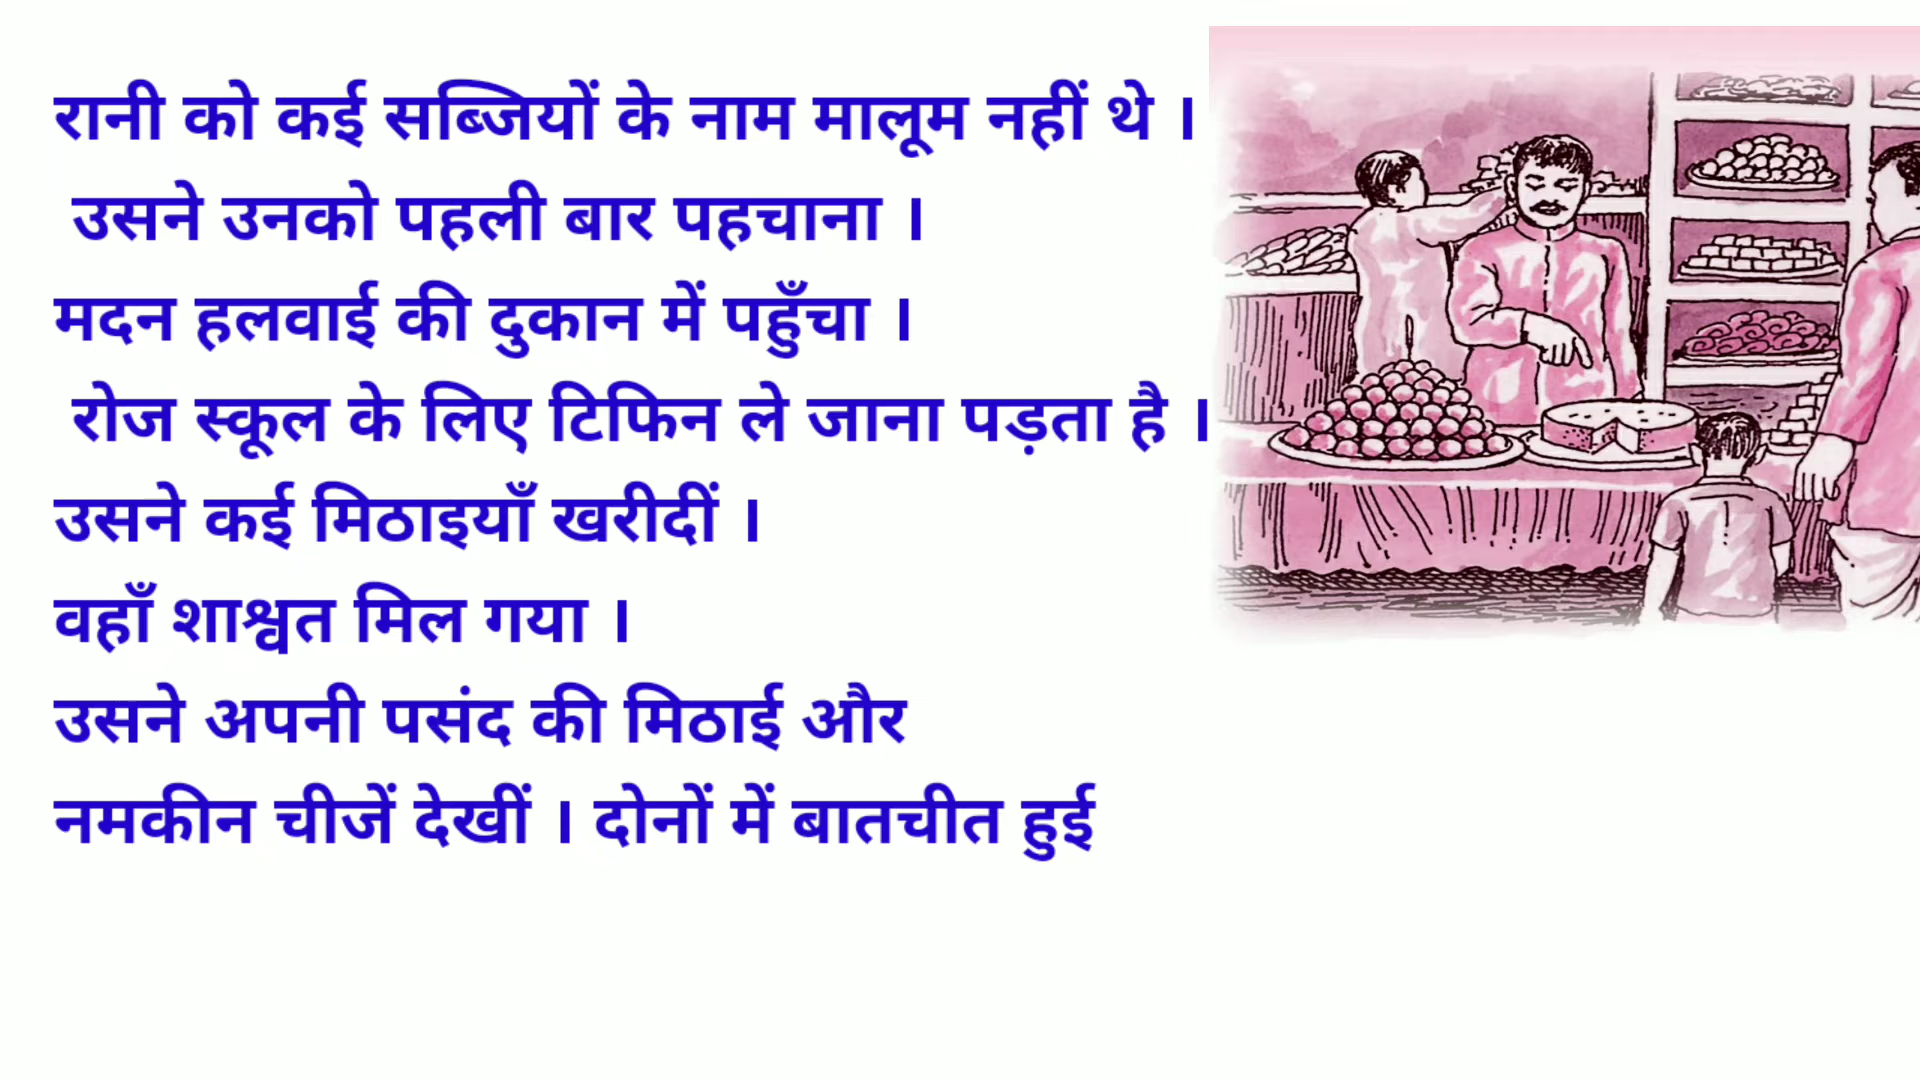 रानी को कई सब्जियों के नाम मालूम नहीं थे ।
उसने उनको पहली बार पहचाना ।
मदन हलवाई की दुकान में पहुँचा ।
रोज स्कूल के लिए टिफिन ले जाना पड़ता है ।
उसने कई मिठाइयाँ खरीदीं ।
वहाँ शाश्वत मिल गया ।
उसने अपनी पसंद की मिठाई और
नमकीन चीजें देखीं । दोनों में बातचीत हुई